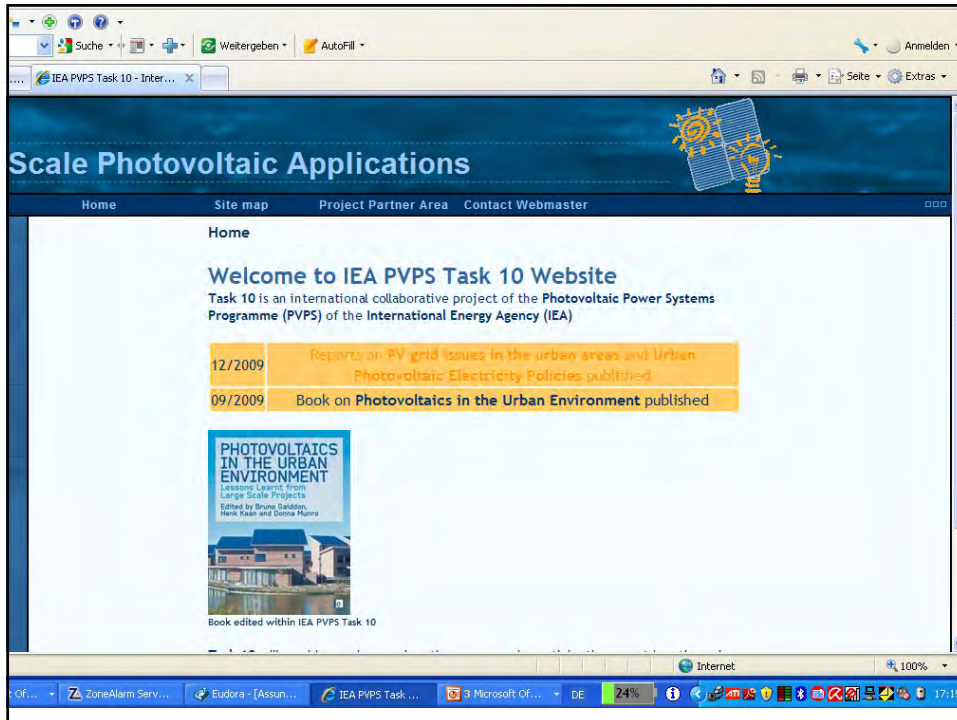 Suche
Weitergeben
AutoFill
Anmelden
....
IEA PVPS Task 10 - Inter...
X
Seite
Extras
Scale Photovoltaic Applications
Home
Site map
Project Partner Area
Contact Webmaster
Home
Welcome to IEA PVPS Task 10 Website
Task 10 is an international collaborative project of the Photovoltaic Power Systems
Programme (PVPS) of the International Energy Agency (IEA)
12/2009
Reports on PV grid issues in the urban areas and Urban
Photovoltaic Electricity Policies published
09/2009
Book on Photovoltaics in the Urban Environment published
PHOTOVOLTAICS
IN THE URBAN
ENVIRONMENT
Lessons Learnt from
Large Scale Projects
Edited by Bruno Gaiddon,
Henk Kaan and Donna Munro
Book edited within IEA PVPS Task 10
Internet
100%
t Of...
ZoneAlarm Serv...
Eudora - [Assun...
IEA PVPS Task ...
3 Microsoft Of...
DE
24%
17:15